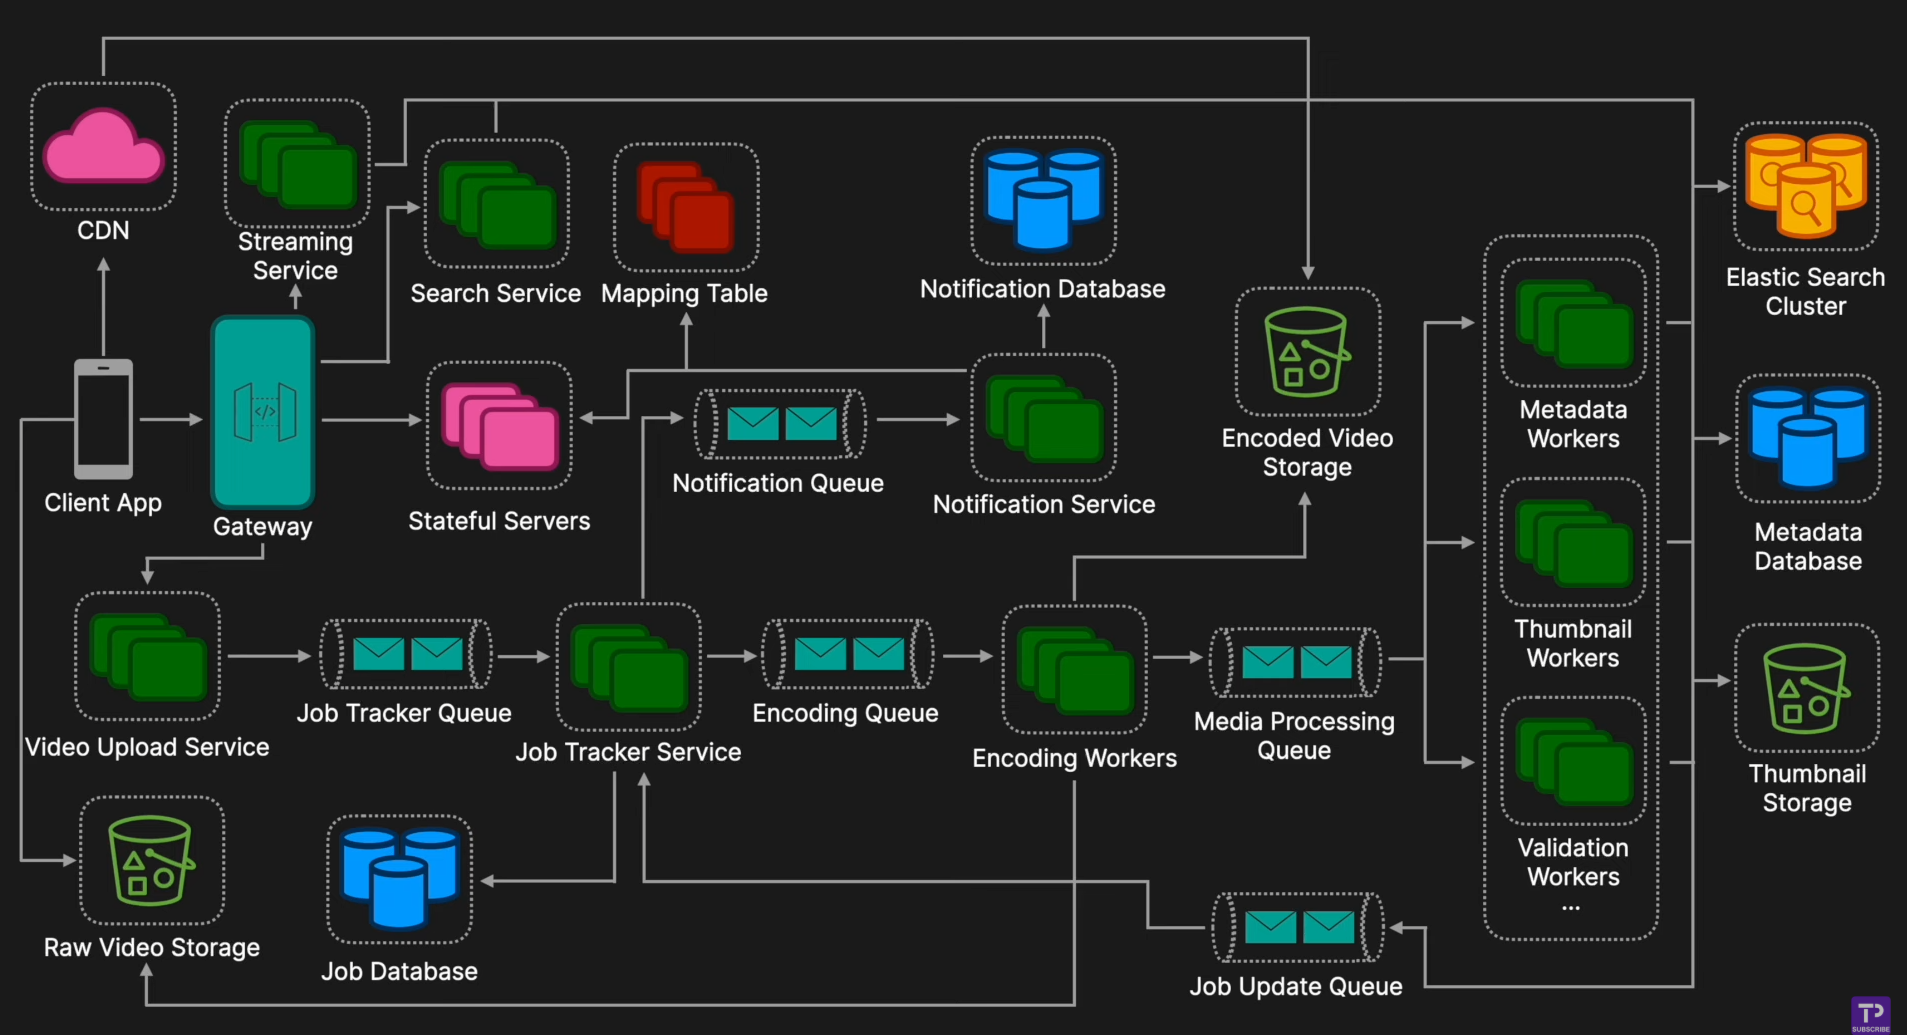 CDN
Streaming
Service
Search Service
Mapping Table
Notification Database
Elastic Search
Cluster
Client App
</>
Gateway
Stateful Servers
Notification Queue
Notification Service
Encoded Video
Storage
Metadata
Workers
Metadata
Database
Thumbnail
Workers
Video Upload Service
Job Tracker Queue
Job Tracker Service
Encoding Queue
Encoding Workers
Media Processing
Queue
Thumbnail
Storage
Validation
Workers
...
Raw Video Storage
Job Database
Job Update Queue
TP
SUBSCRIBE